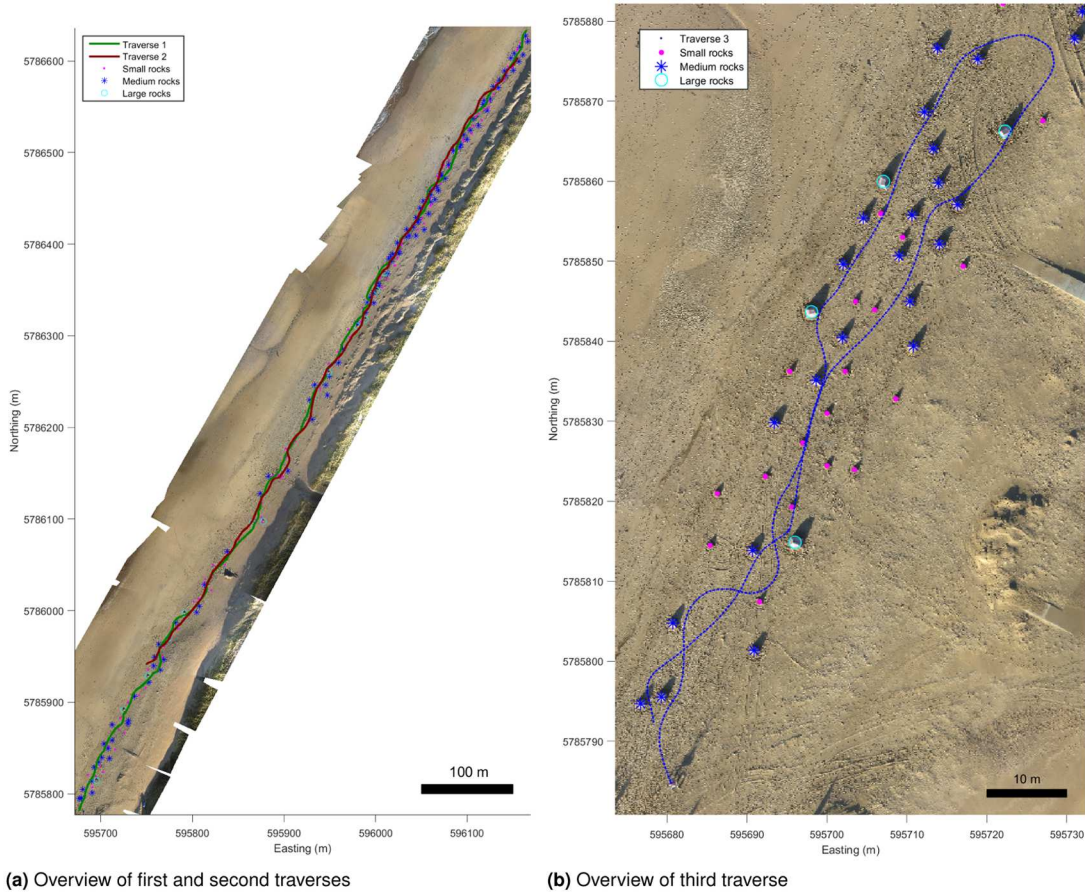 Traverse 1
Traverse 2
Small rocks
Medium rocks
Large rocks
5786600
5786500
5786400
5786300
5786200
5786100
5786000
5785900
5785800
Northing (m)
100 m
595700 595800 595900 596000 596100
Easting (m)
(a) Overview of first and second traverses
Traverse 3
Small rocks
Medium rocks
Large rocks
5785880
5785870
5785860
5785850
5785840
5785830
5785820
5785810
5785800
5785790
Northing (m)
10 m
595680 595690 595700 595710 595720 595730
Easting (m)
(b) Overview of third traverse